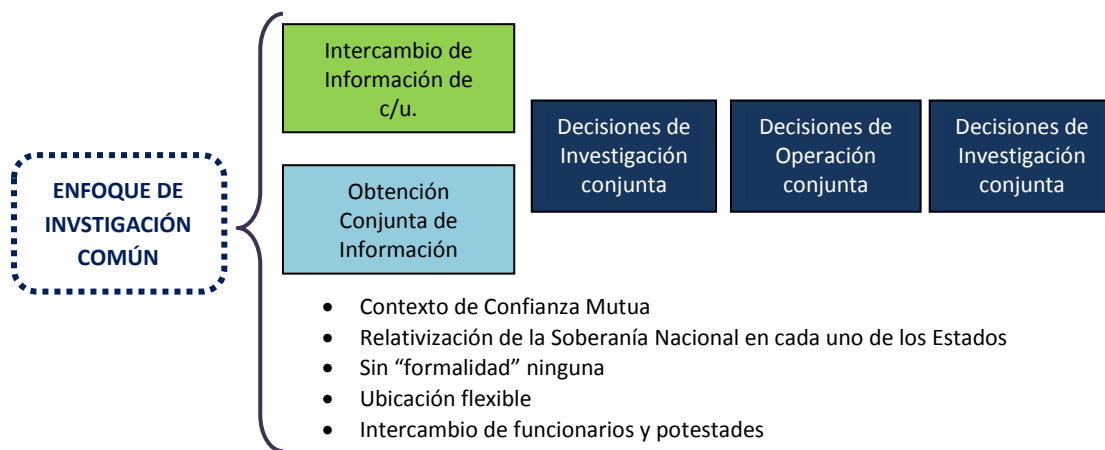 ENFOQUE DE
INVSTIGACIÓN
COMÚN
Intercambio de
Información de
c/u.
Obtención
Conjunta de
Información
Decisiones de
Investigación
conjunta
Decisiones de
Operación
conjunta
Decisiones de
Investigación
conjunta
• Contexto de Confianza Mutua
• Relativización de la Soberanía Nacional en cada uno de los Estados
• Sin “formalidad” ninguna
• Ubicación flexible
• Intercambio de funcionarios y potestades